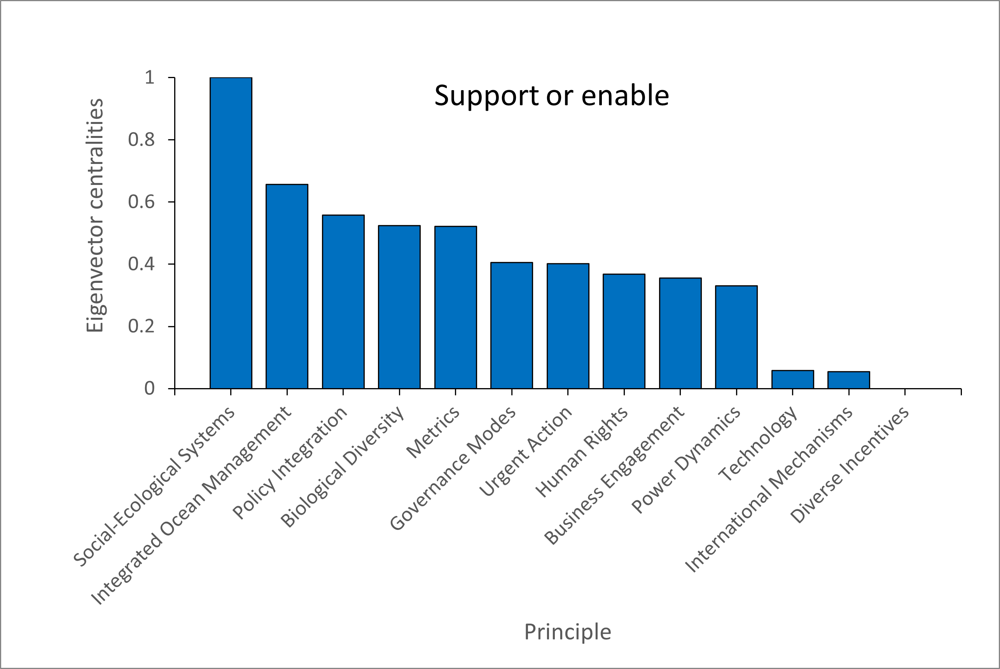 Support or enable
Eigenvector centralities
1
0.8
0.6
0.4
0.2
0
Social-Ecological Systems
Integrated Ocean Management
Policy Integration
Biological Diversity
Metrics
Governance Modes
Urgent Action
Human Rights
Business Engagement
Power Dynamics
Technology
International Mechanisms
Diverse Incentives
Principle